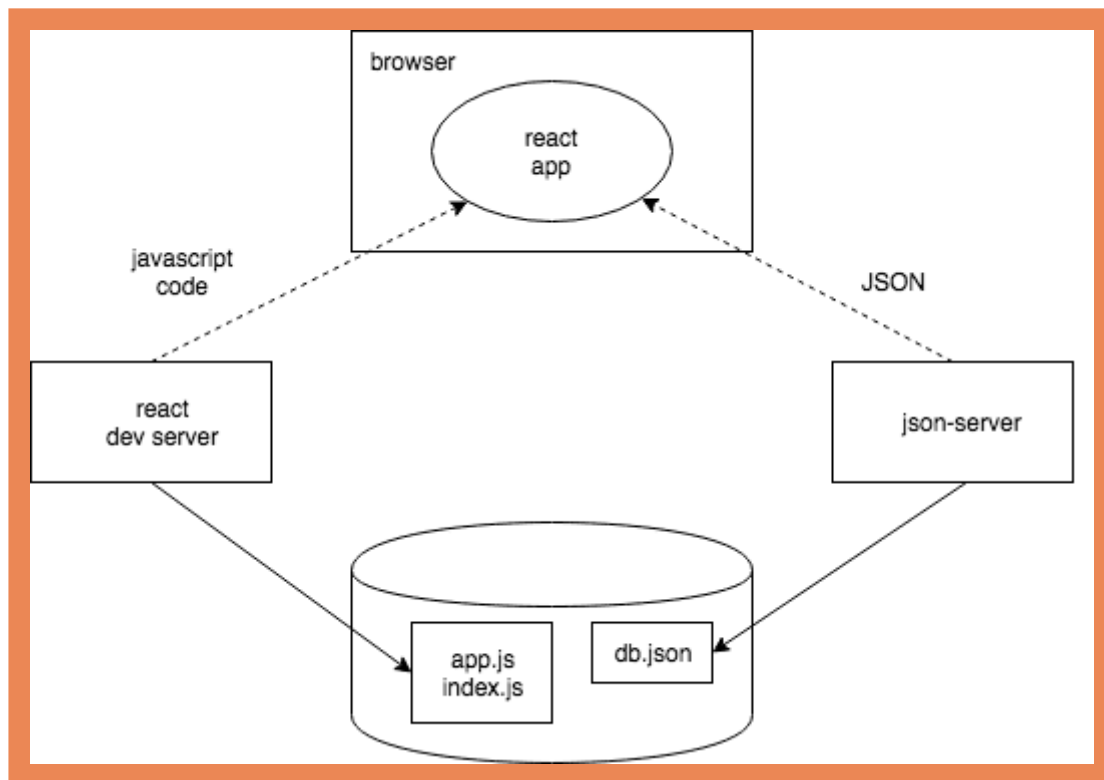 browser
react
app
javascript
code
JSON
react
dev server
json-server
app.js
index.js
db.json